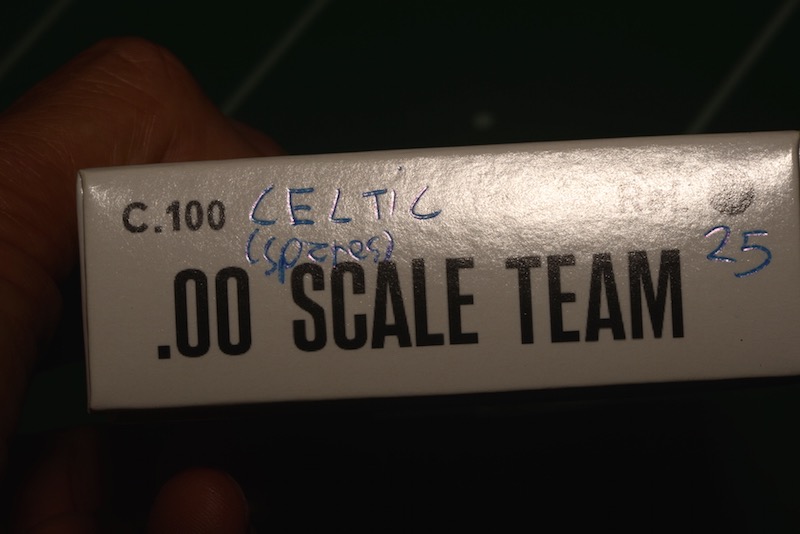 C.100 CELTIC
(spares) 25
.00 SCALE TEAM